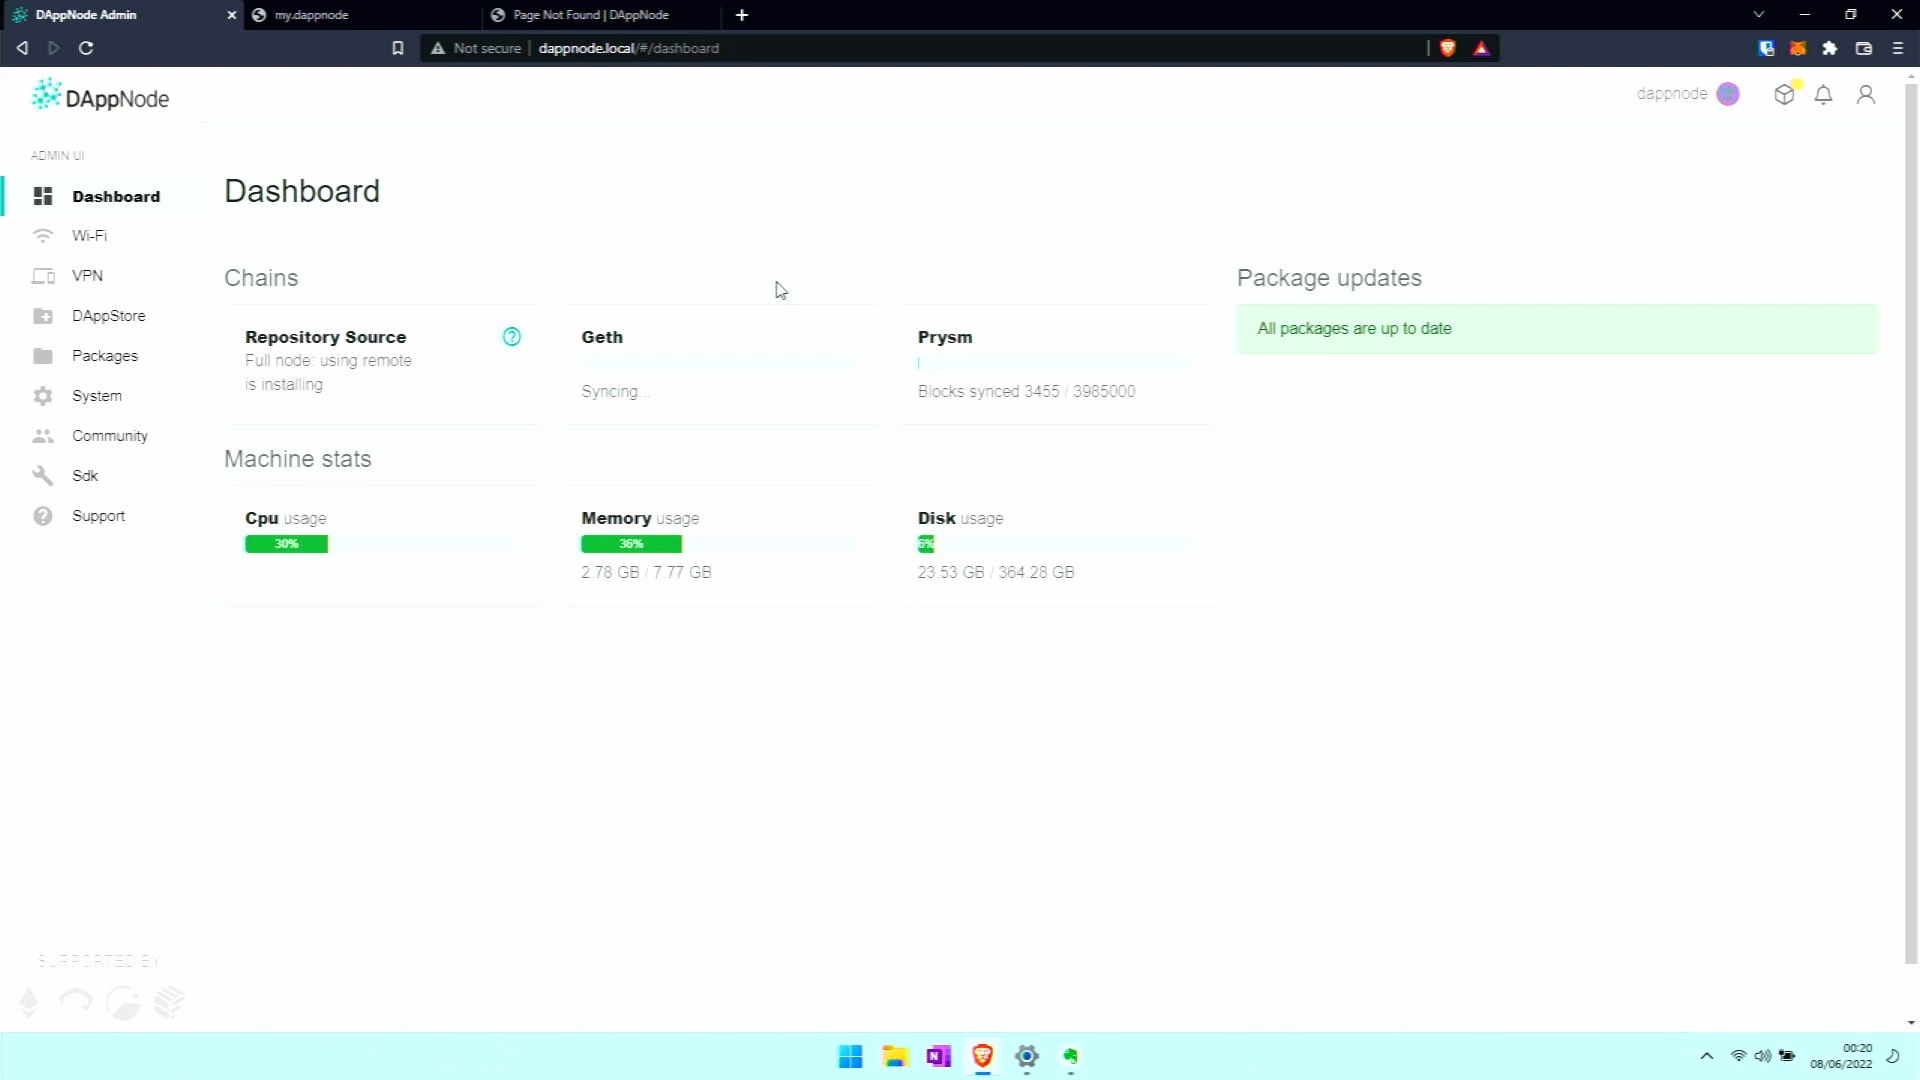 DAppNode Admin
my.dappnode
Page Not Found | DAppNode
Not secure
dappnode.local/#/dashboard
DAppNode
dappnode
ADMIN UI
Dashboard
Wi-Fi
VPN
DAppStore
Packages
System
Community
Sdk
Support
SUPPORTED BY
Dashboard
Chains
Repository Source
Full node: using remote
is installing
Geth
Syncing...
Prysm
Blocks synced 3455 / 3985000
Machine stats
Cpu usage
30%
Memory usage
36%
2.78 GB / 7.77 GB
Disk usage
6%
23.53 GB / 364.28 GB
Package updates
All packages are up to date
N
00:20
08/06/2022